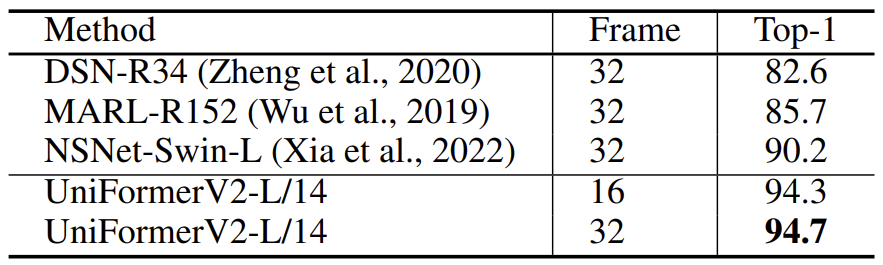 Method Frame Top-1
DSN-R34 (Zheng et al., 2020) 32 82.6
MARL-R152 (Wu et al., 2019) 32 85.7
NSNet-Swin-L (Xia et al., 2022) 32 90.2
UniFormerV2-L/14 16 94.3
UniFormerV2-L/14 32 94.7